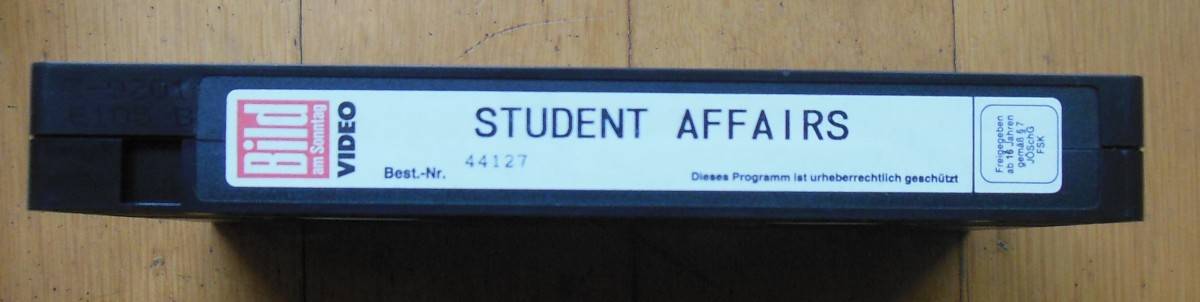 Bild
am Sonntag
VIDEO
STUDENT AFFAIRS
Best.-Nr. 44127
Dieses Programm ist urheberrechtlich geschützt
Freigegeben
ab 16 Jahren
gemäß § 7
JÖSchG
FSK